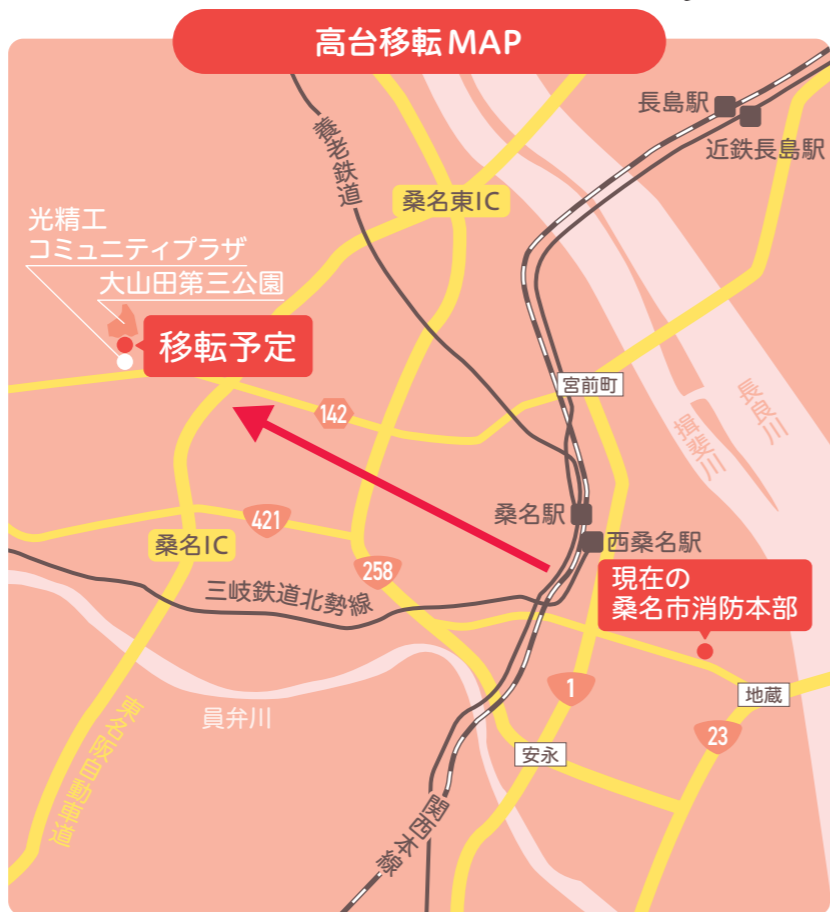 高台移転MAP
長島駅
近鉄長島駅
養老鉄道
桑名東IC
光精工
コミュニティプラザ
大山田第三公園
移転予定
宮前町
142
長良川
揖斐川
桑名駅
421
西桑名駅
桑名IC
258
現在の
桑名市消防本部
三岐鉄道北勢線
1
地蔵
員弁川
23
東名阪自動車道
安永
関西本線